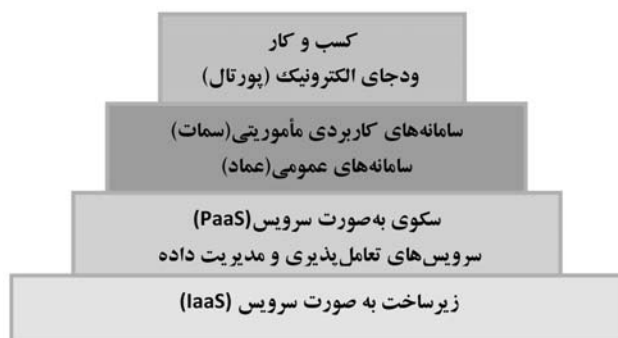 کسب و کار
ودجای الکترونیک (پورتال)
سامانه‌های کاربردی مأموریتی(سمات)
سامانه‌های عمومی(عماد)
سکوی به‌صورت سرویس(PaaS)
سرویس‌های تعامل‌پذیری و مدیریت داده
زیرساخت به صورت سرویس (IaaS)